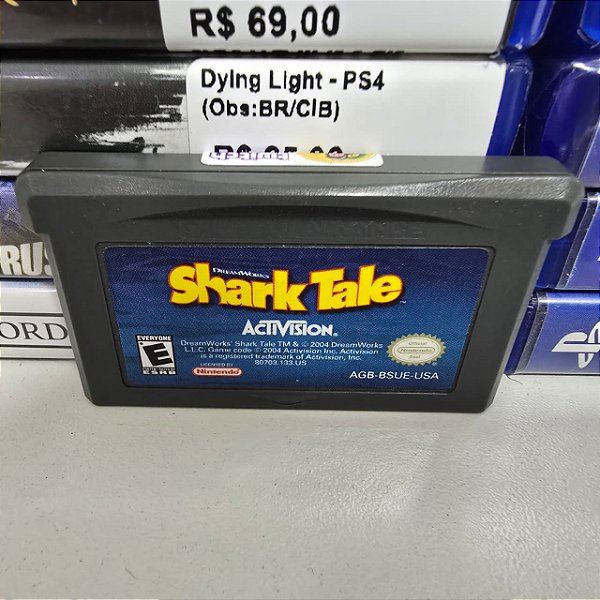 R$ 69,00
Dying Light - PS4
(Obs:BR/CIB)
DREAMWORKS
Shark Tale
ACTIVISION.
EVERYONE
E
ESRB
DreamWorks' Shark Tale TM & © 2004 DreamWorks
L.L.C. Game code © 2004 Activision Inc. Activision
is a registered trademark of Activision, Inc.
80703.133.US
LICENSED BY
Nintendo
Official
Nintendo
Seal
AGB-BSUE-USA
RUS
ORD